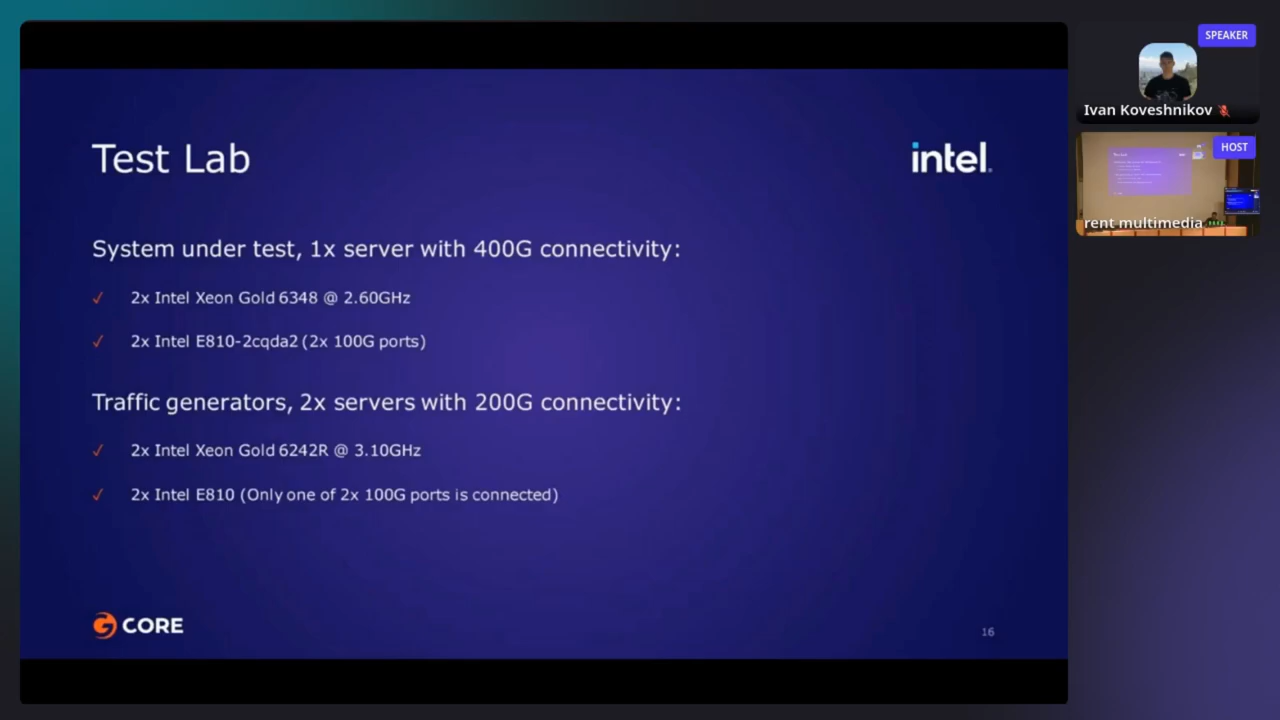 Test Lab
intel.
System under test, 1x server with 400G connectivity:
✓ 2x Intel Xeon Gold 6348 @ 2.60GHz
✓ 2x Intel E810-2cqda2 (2x 100G ports)
Traffic generators, 2x servers with 200G connectivity:
✓ 2x Intel Xeon Gold 6242R @ 3.10GHz
✓ 2x Intel E810 (Only one of 2x 100G ports is connected)
G CORE
16
SPEAKER
Ivan Koveshnikov
HOST
rent multimedia